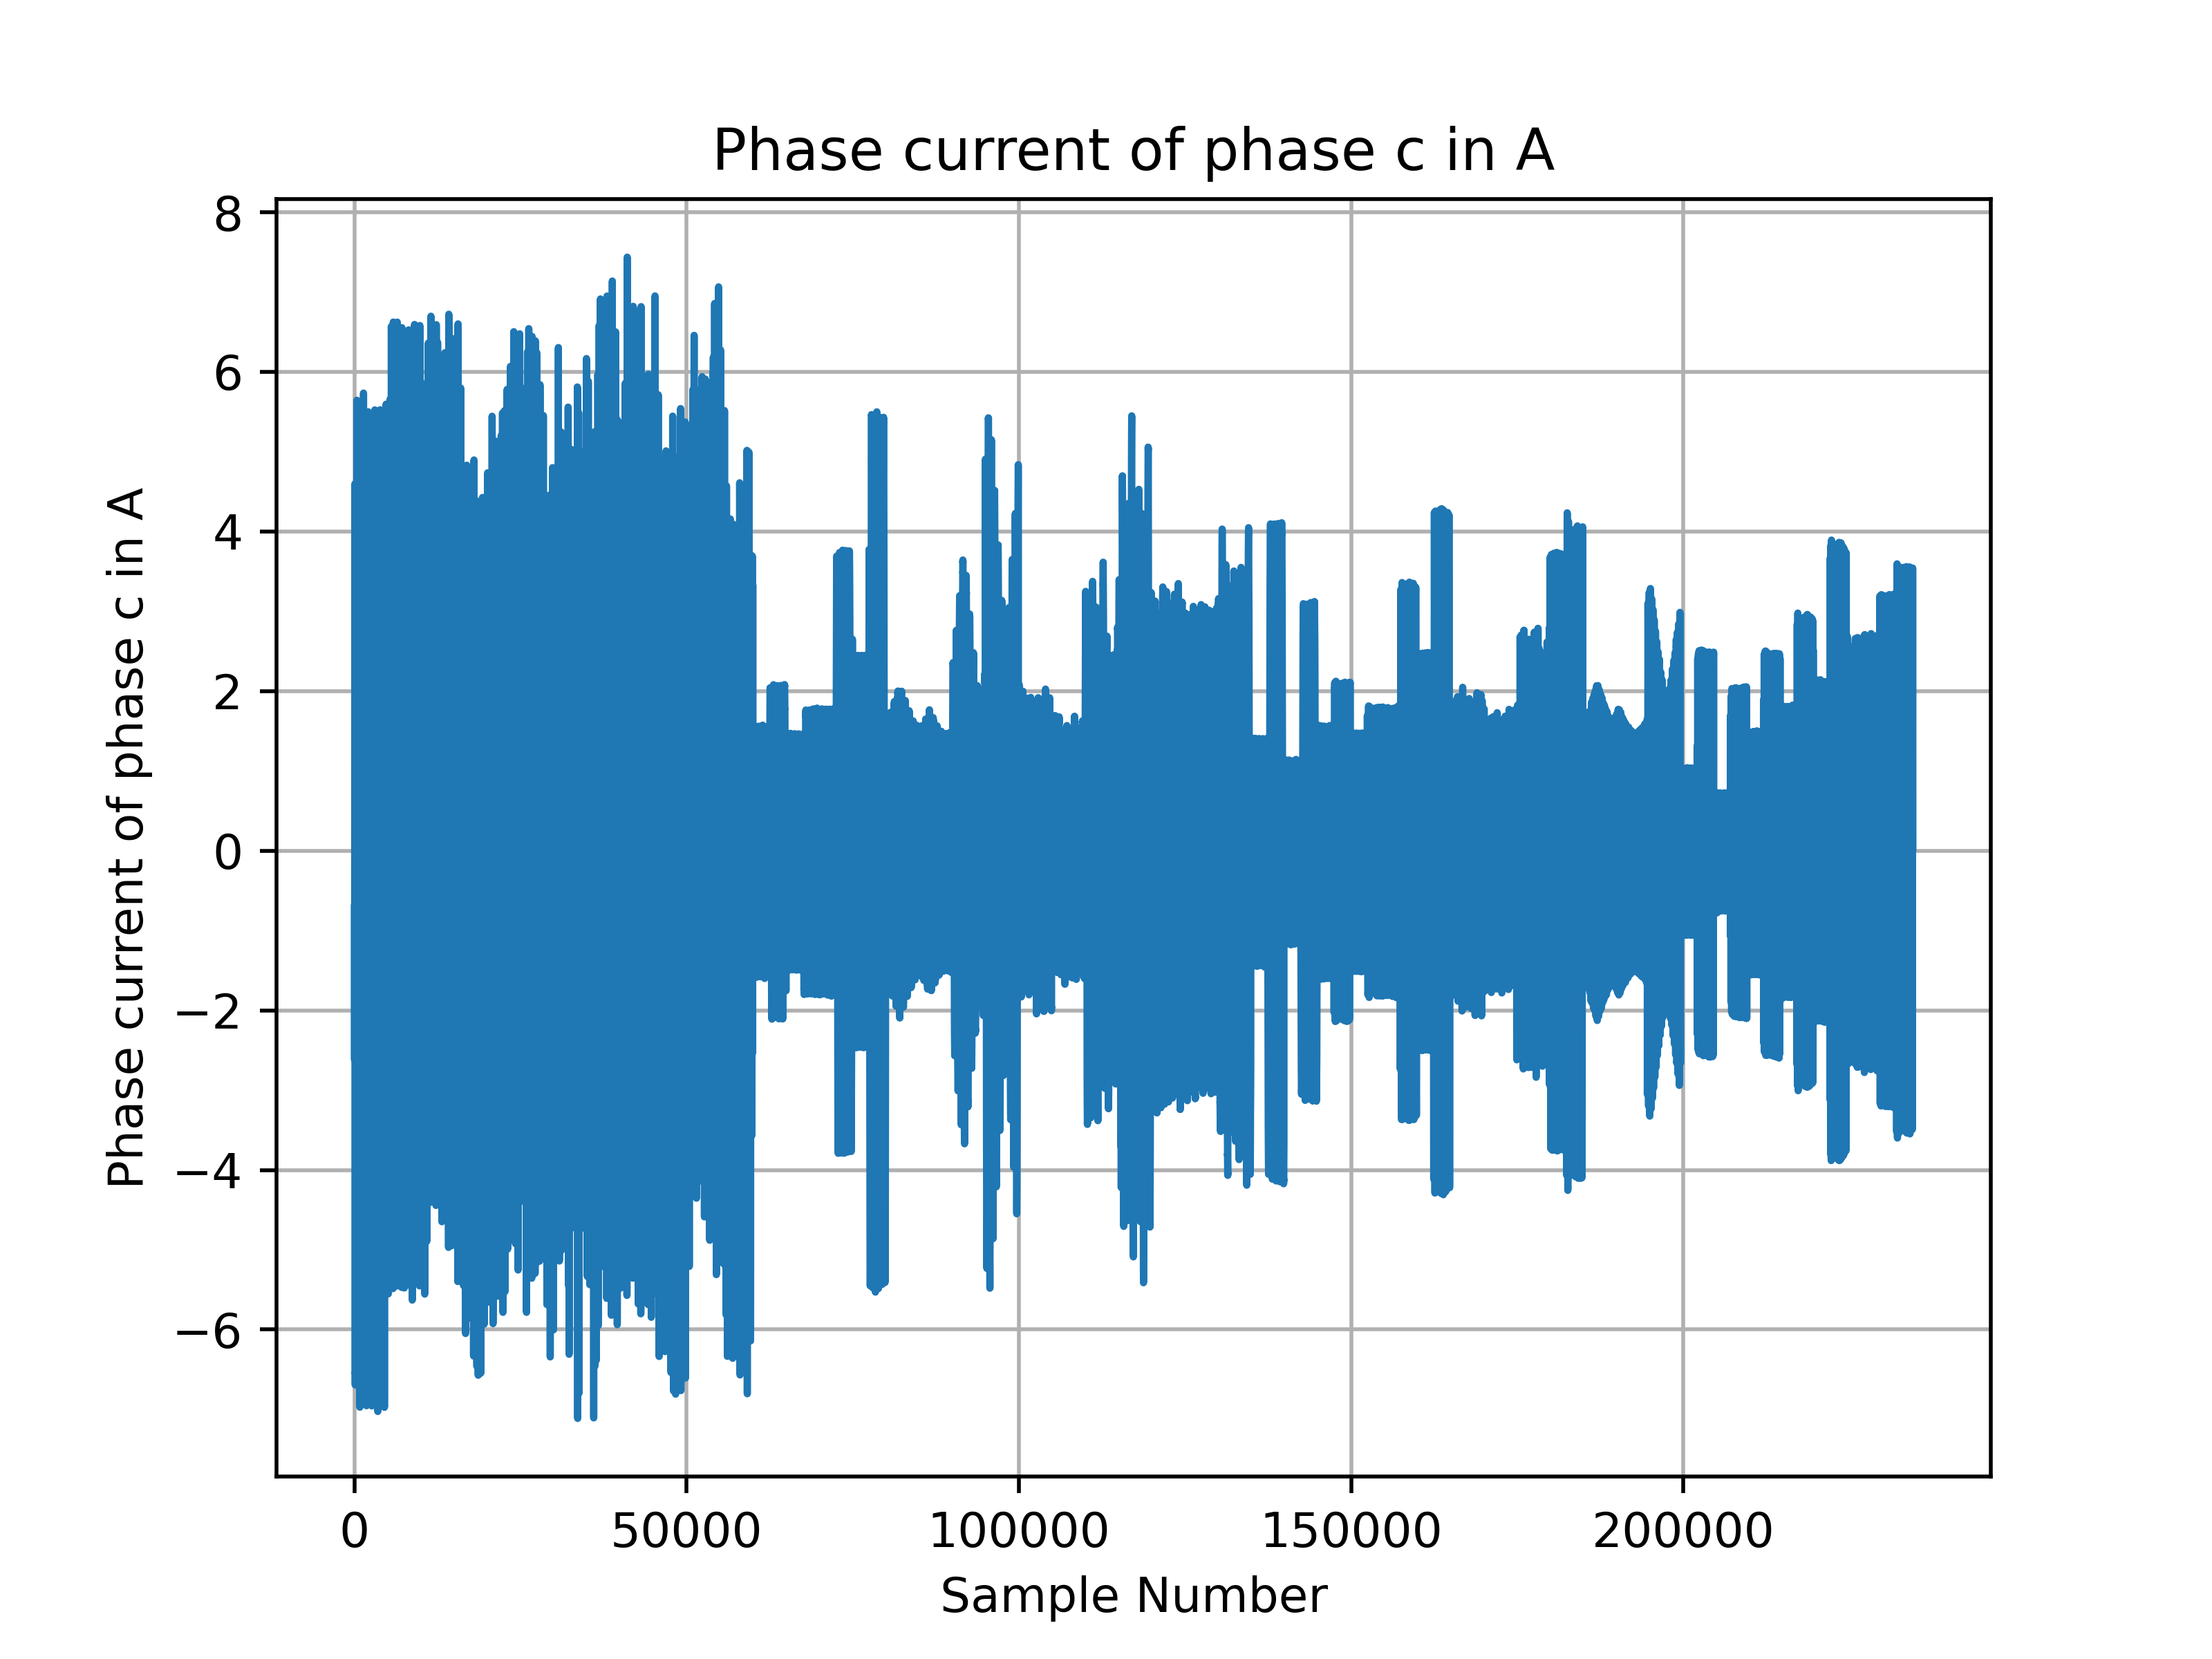 Phase current of phase c in A
8
6
4
2
0
−2
−4
−6
Phase current of phase c in A
0 50000 100000 150000 200000
Sample Number